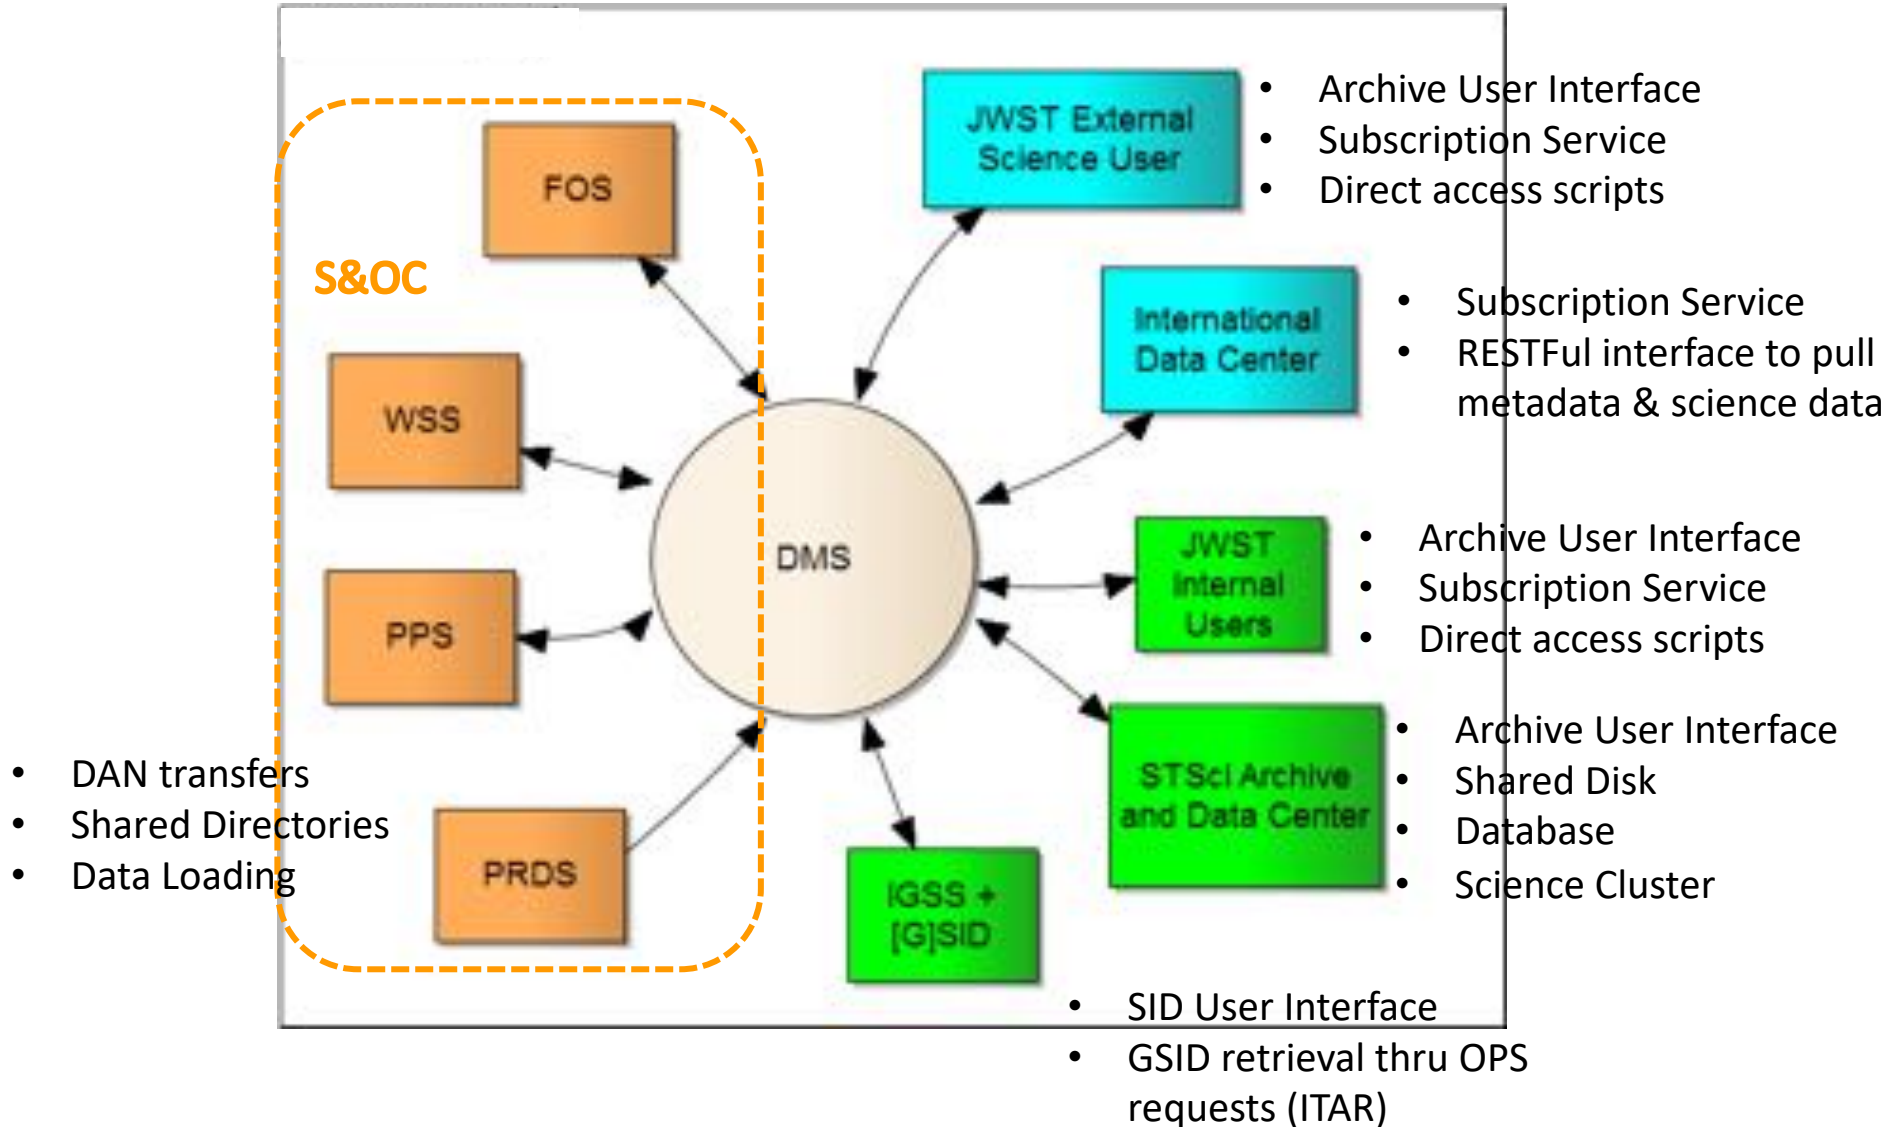 JWST External
Science User
• Archive User Interface
• Subscription Service
• Direct access scripts
FOS
S&OC
International
Data Center
• Subscription Service
• RESTFul interface to pull
metadata & science data
WSS
DMS
JWST
Internal
Users
• Archive User Interface
• Subscription Service
• Direct access scripts
PPS
STScI Archive
and Data Center
• Archive User Interface
• Shared Disk
• Database
• Science Cluster
• DAN transfers
• Shared Directories
• Data Loading
PRDS
IGSS +
[G]SID
• SID User Interface
• GSID retrieval thru OPS
requests (ITAR)